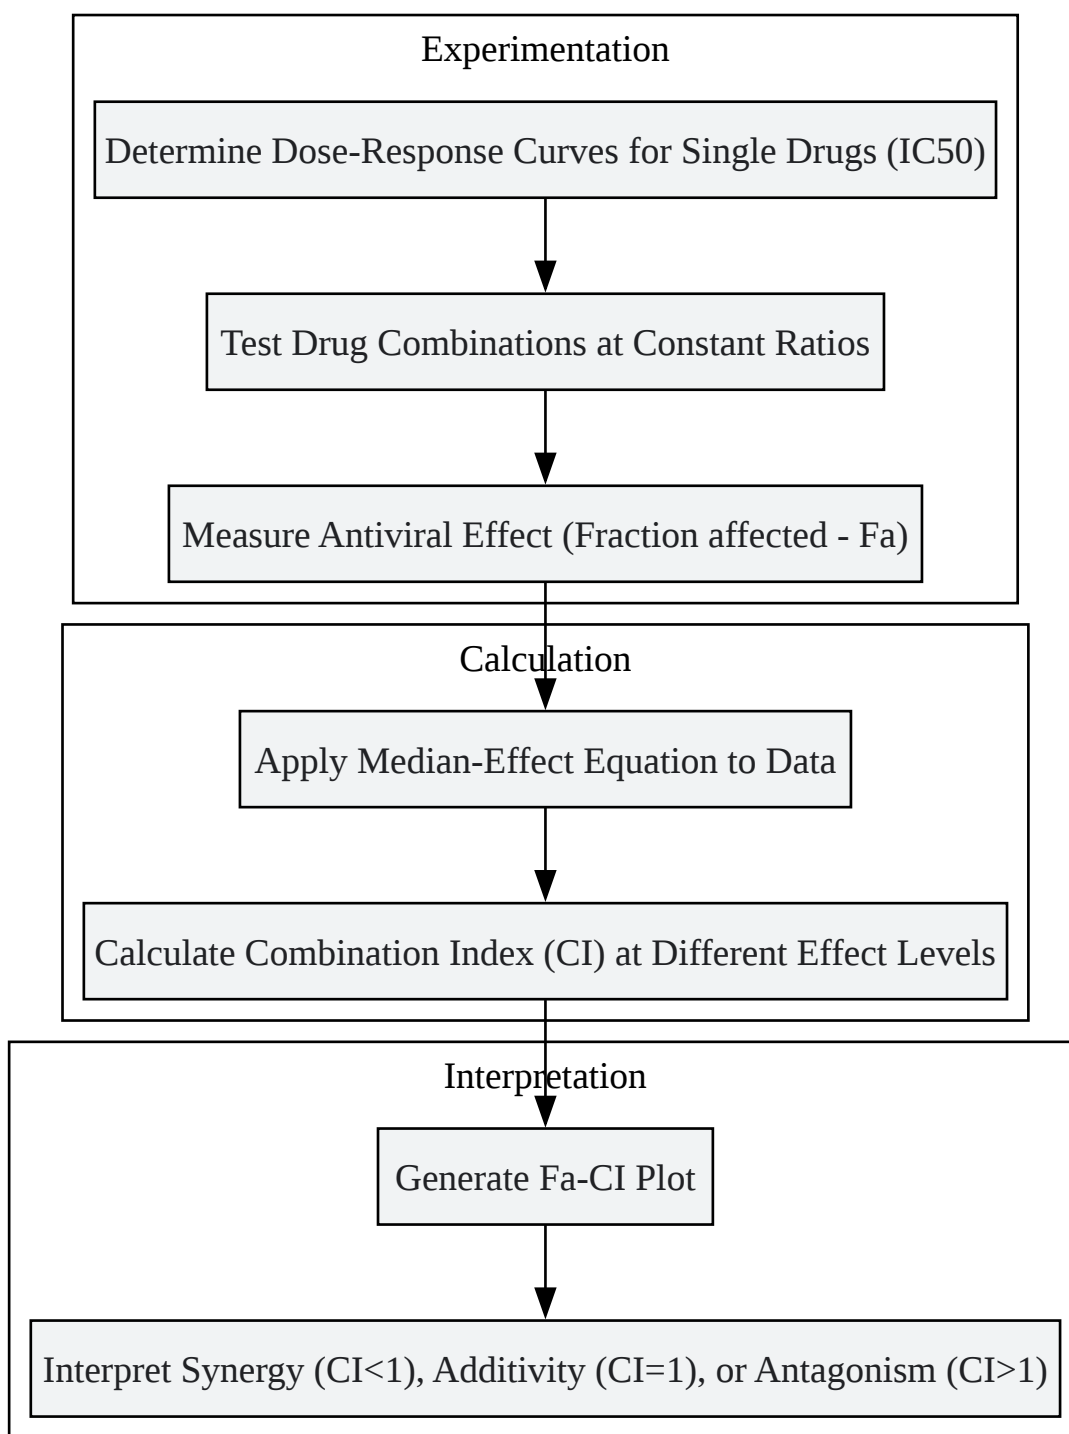 Experimentation
Determine Dose-Response Curves for Single Drugs (IC50)
Test Drug Combinations at Constant Ratios
Measure Antiviral Effect (Fraction affected - Fa)
Calculation
Apply Median-Effect Equation to Data
Calculate Combination Index (CI) at Different Effect Levels
Interpretation
Generate Fa-CI Plot
Interpret Synergy (CI<1), Additivity (CI=1), or Antagonism (CI>1)